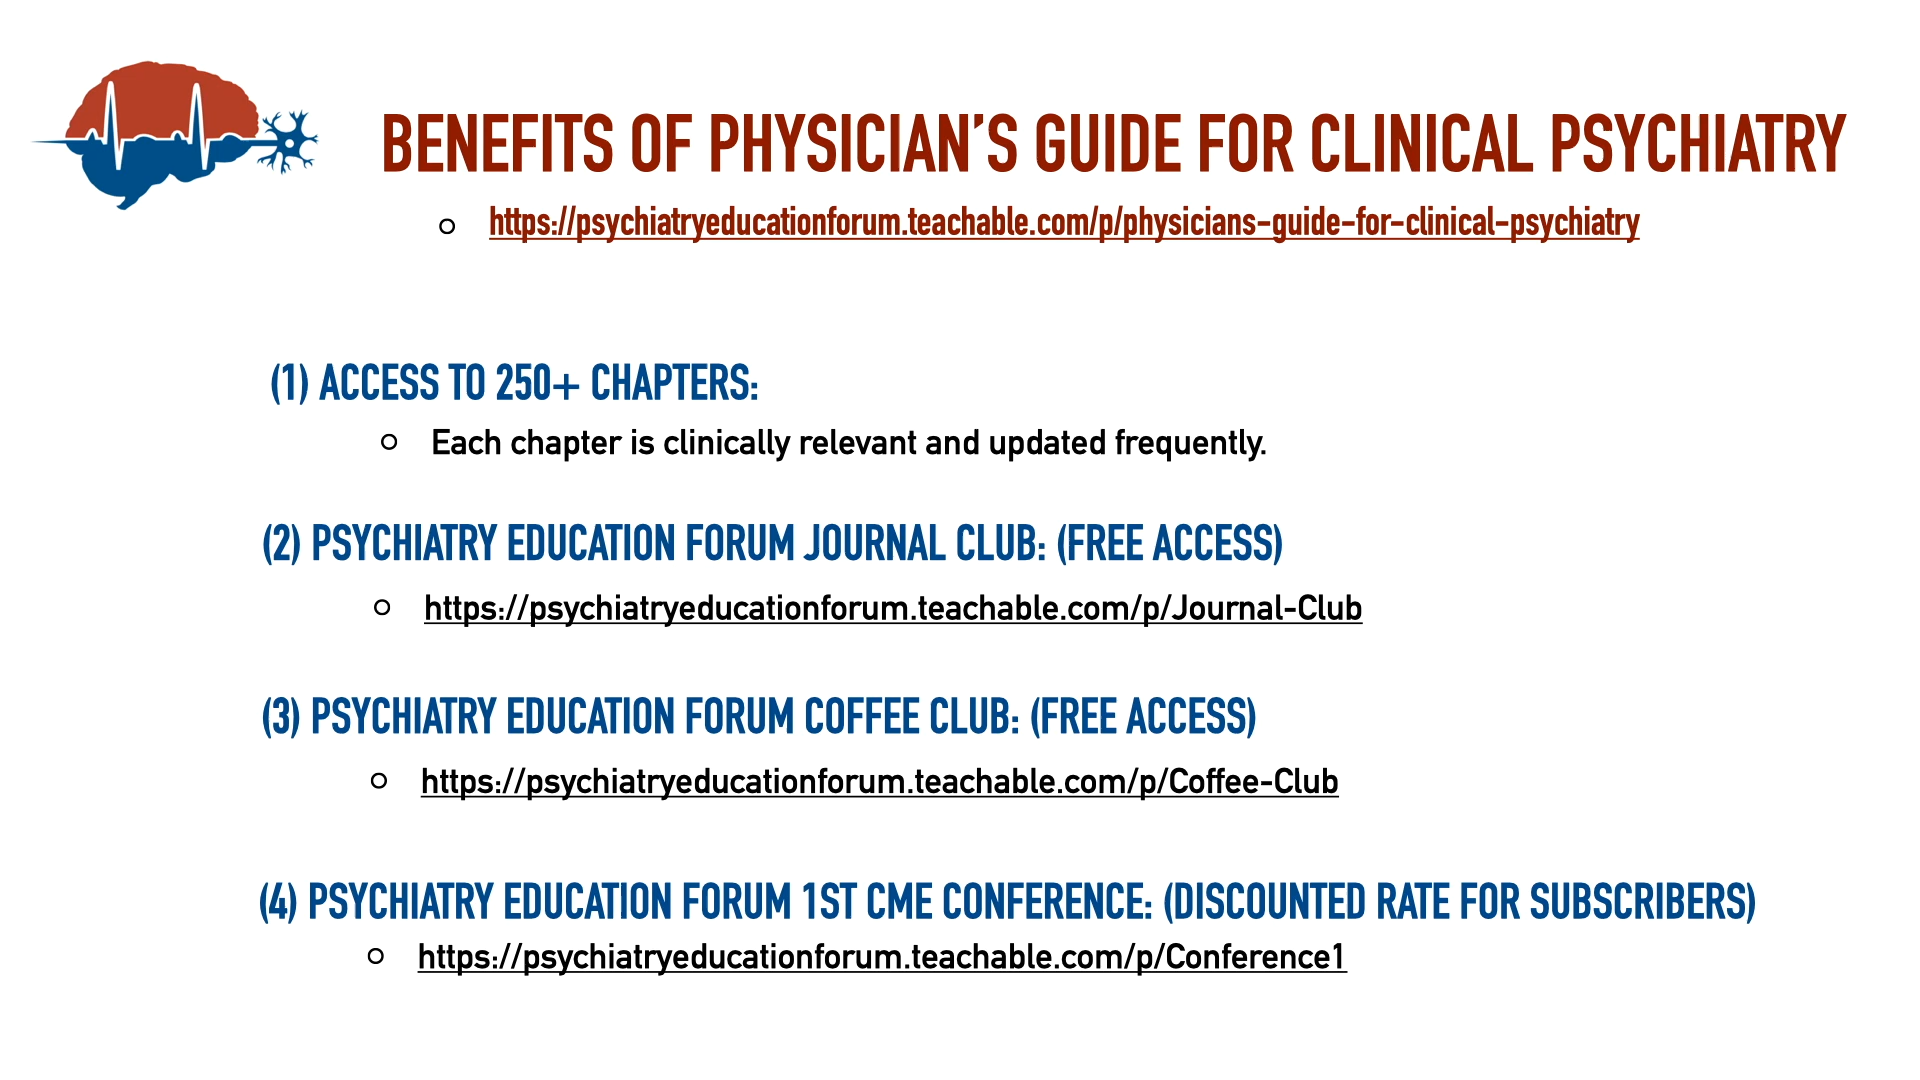 BENEFITS OF PHYSICIAN'S GUIDE FOR CLINICAL PSYCHIATRY
https://psychiatryeducationforum.teachable.com/p/physicians-guide-for-clinical-psychiatry
(1) ACCESS TO 250+ CHAPTERS:
Each chapter is clinically relevant and updated frequently.
(2) PSYCHIATRY EDUCATION FORUM JOURNAL CLUB: (FREE ACCESS)
https://psychiatryeducationforum.teachable.com/p/Journal-Club
(3) PSYCHIATRY EDUCATION FORUM COFFEE CLUB: (FREE ACCESS)
https://psychiatryeducationforum.teachable.com/p/Coffee-Club
(4) PSYCHIATRY EDUCATION FORUM 1ST CME CONFERENCE: (DISCOUNTED RATE FOR SUBSCRIBERS)
https://psychiatryeducationforum.teachable.com/p/Conference1